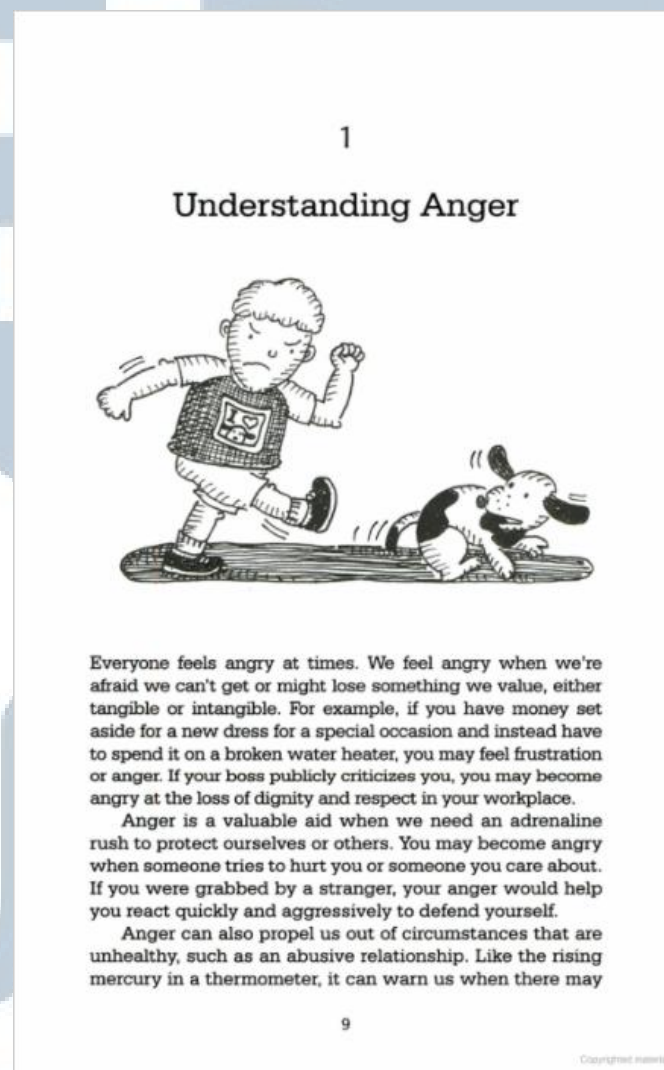 1
Understanding Anger
I ♡
Everyone feels angry at times. We feel angry when we're
afraid we can't get or might lose something we value, either
tangible or intangible. For example, if you have money set
aside for a new dress for a special occasion and instead have
to spend it on a broken water heater, you may feel frustration
or anger. If your boss publicly criticizes you, you may become
angry at the loss of dignity and respect in your workplace.
Anger is a valuable aid when we need an adrenaline
rush to protect ourselves or others. You may become angry
when someone tries to hurt you or someone you care about.
If you were grabbed by a stranger, your anger would help
you react quickly and aggressively to defend yourself.
Anger can also propel us out of circumstances that are
unhealthy, such as an abusive relationship. Like the rising
mercury in a thermometer, it can warn us when there may
9
Copyrighted